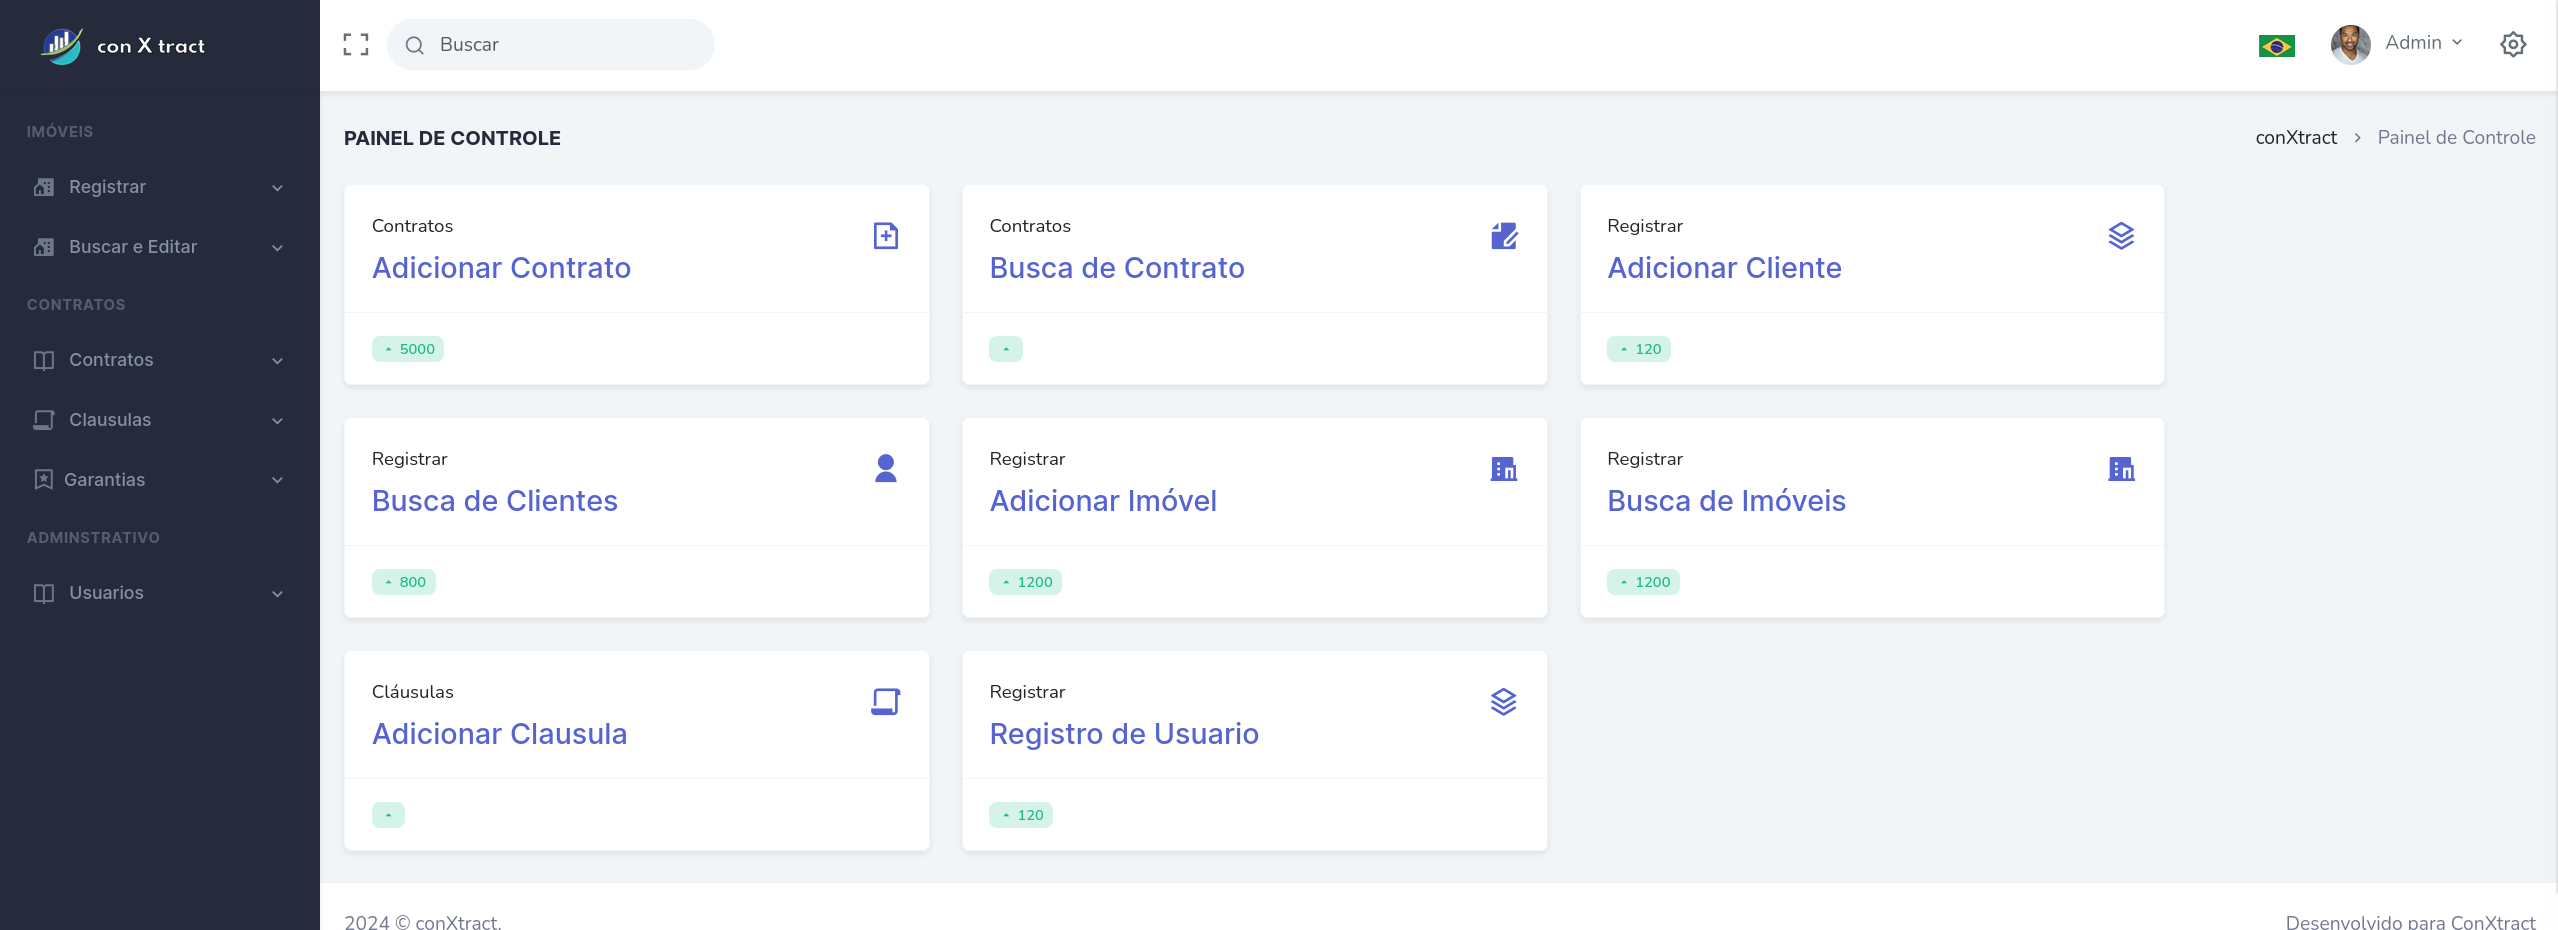 con X tract
Buscar
Admin
IMÓVEIS
Registrar
Buscar e Editar
CONTRATOS
Contratos
Clausulas
Garantias
ADMINSTRATIVO
Usuarios
PAINEL DE CONTROLE
conXtract > Painel de Controle
Contratos
Adicionar Contrato
5000
Contratos
Busca de Contrato
Registrar
Adicionar Cliente
120
Registrar
Busca de Clientes
800
Registrar
Adicionar Imóvel
1200
Registrar
Busca de Imóveis
1200
Cláusulas
Adicionar Clausula
Registrar
Registro de Usuario
120
2024 © conXtract.
Desenvolvido para ConXtract